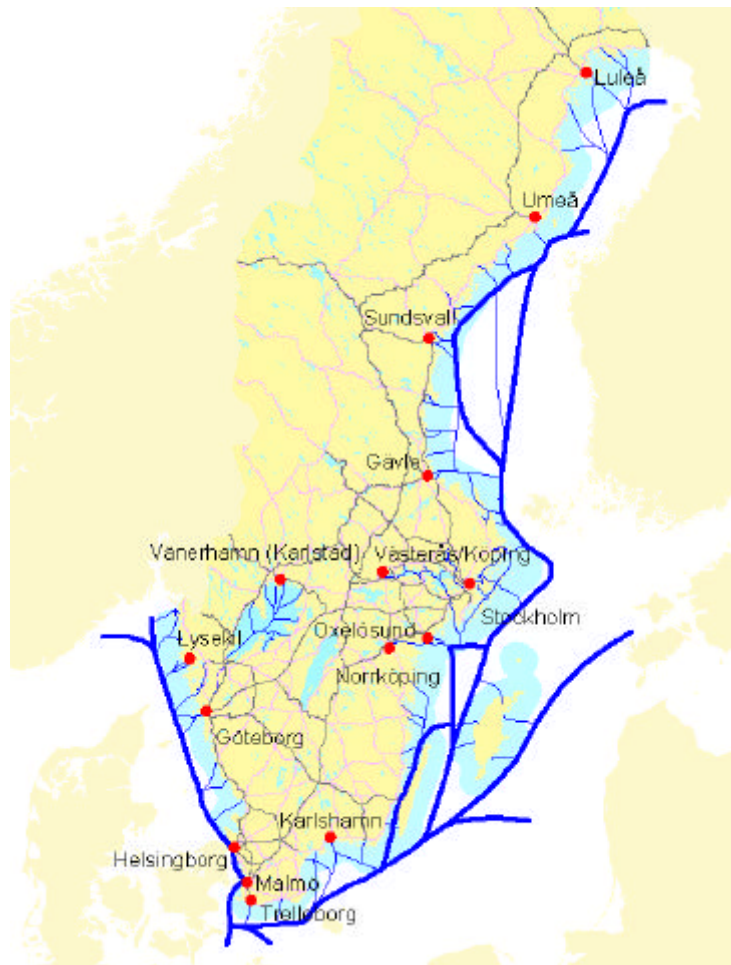 Luleå
Umeå
Sundsvall
Gävle
Vänerhamn (Karlstad)
Västerås/Köping
Stockholm
Lysekil
Oxelösund
Norrköping
Göteborg
Karlshamn
Helsingborg
Malmö
Trelleborg